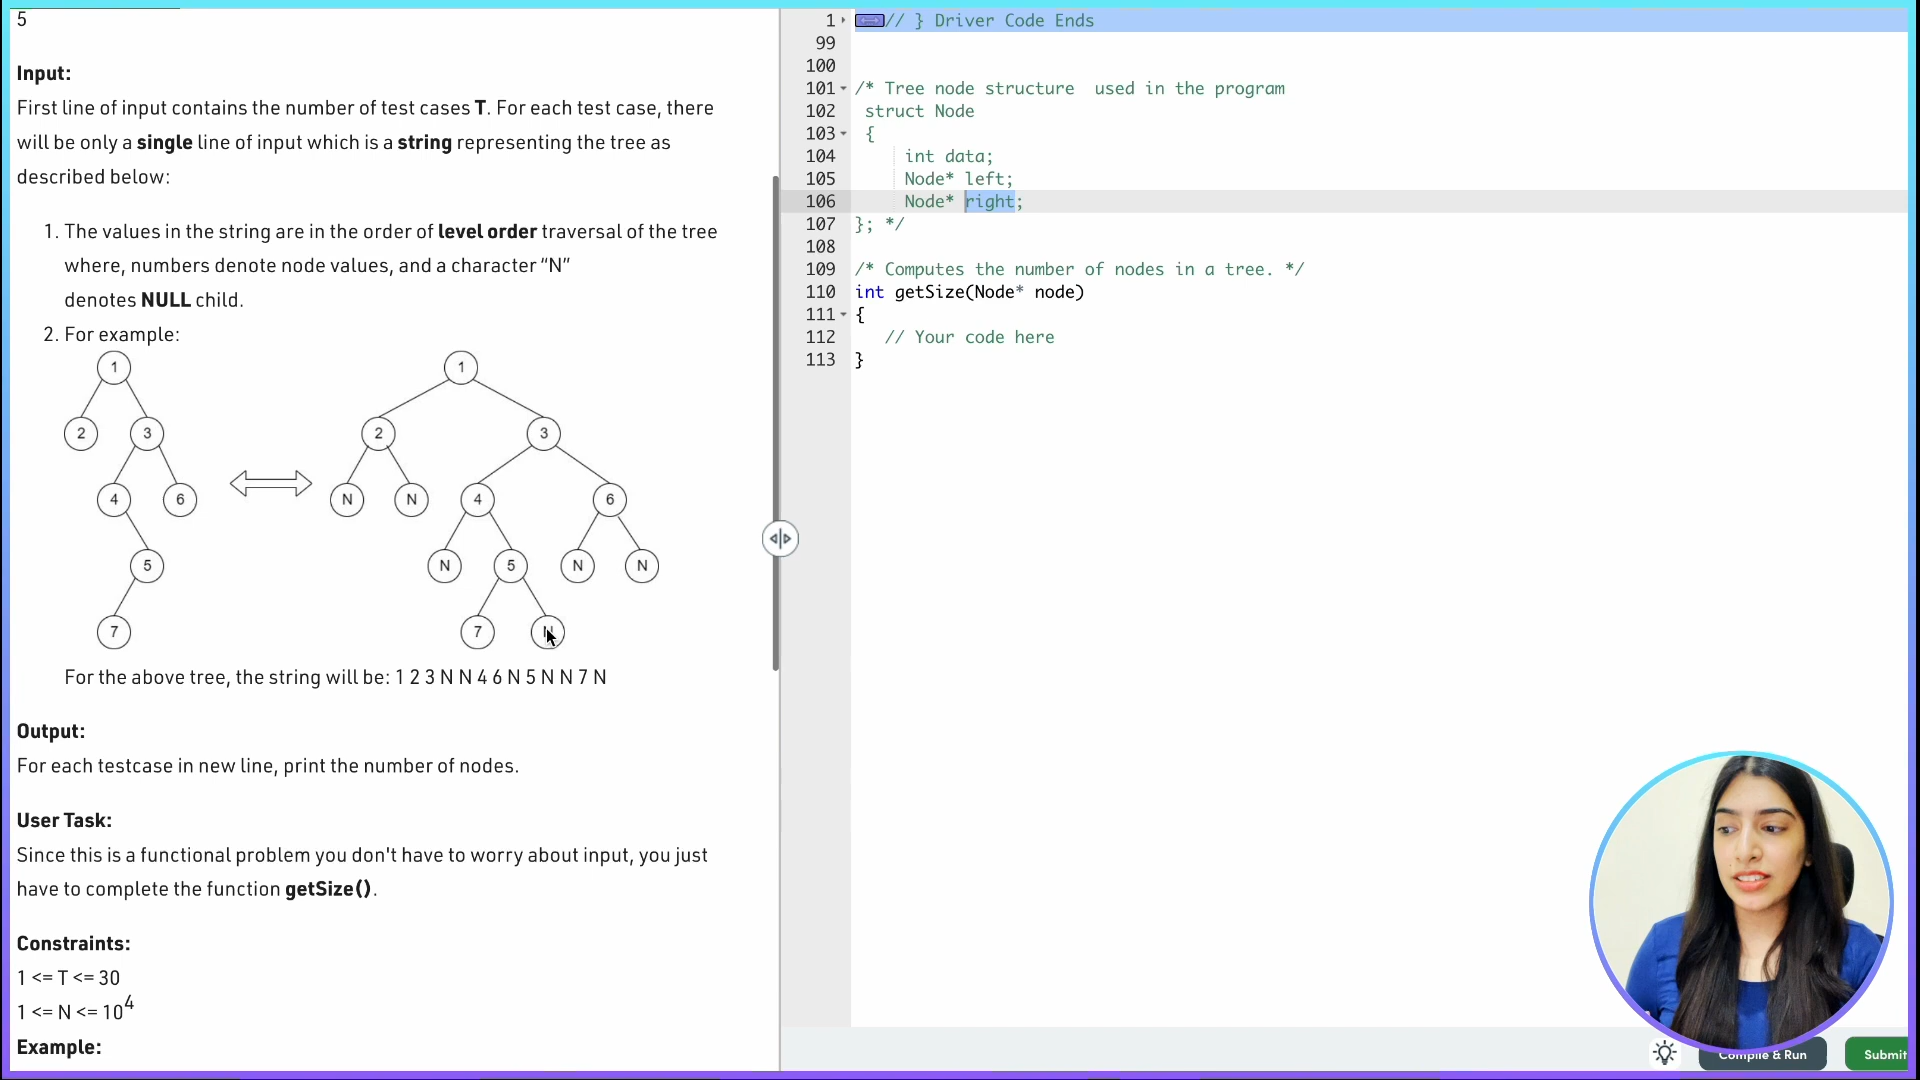 5
Input:
First line of input contains the number of test cases T. For each test case, there
will be only a single line of input which is a string representing the tree as
described below:
1. The values in the string are in the order of level order traversal of the tree
where, numbers denote node values, and a character “N”
denotes NULL child.
2. For example:
1
2 3
4 6
5
7
1
2 3
N N 4 6
N 5 N N
7 N
For the above tree, the string will be: 1 2 3 N N 4 6 N 5 N N 7 N
Output:
For each testcase in new line, print the number of nodes.
User Task:
Since this is a functional problem you don't have to worry about input, you just
have to complete the function getSize().
Constraints:
1 <= T <= 30
1 <= N <= 10^4
Example:
1 // } Driver Code Ends
99
100
101 /* Tree node structure  used in the program
102 struct Node
103 {
104 int data;
105 Node* left;
106 Node* right;
107 }; */
108
109 /* Computes the number of nodes in a tree. */
110 int getSize(Node* node)
111 {
112 // Your code here
113 }
Compile & Run
Submit